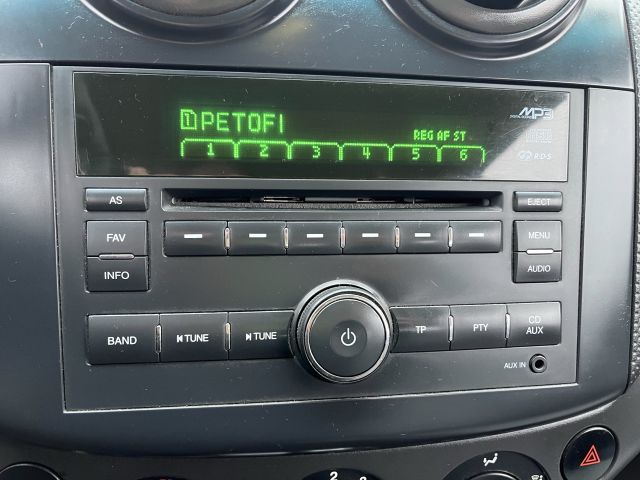 1 PETOFI
REG AF ST
1 2 3 4 5 6
MP3
R·D·S
AS
EJECT
FAV
MENU
INFO
AUDIO
BAND
TUNE
TUNE
TP
PTY
CD
AUX
AUX IN
2